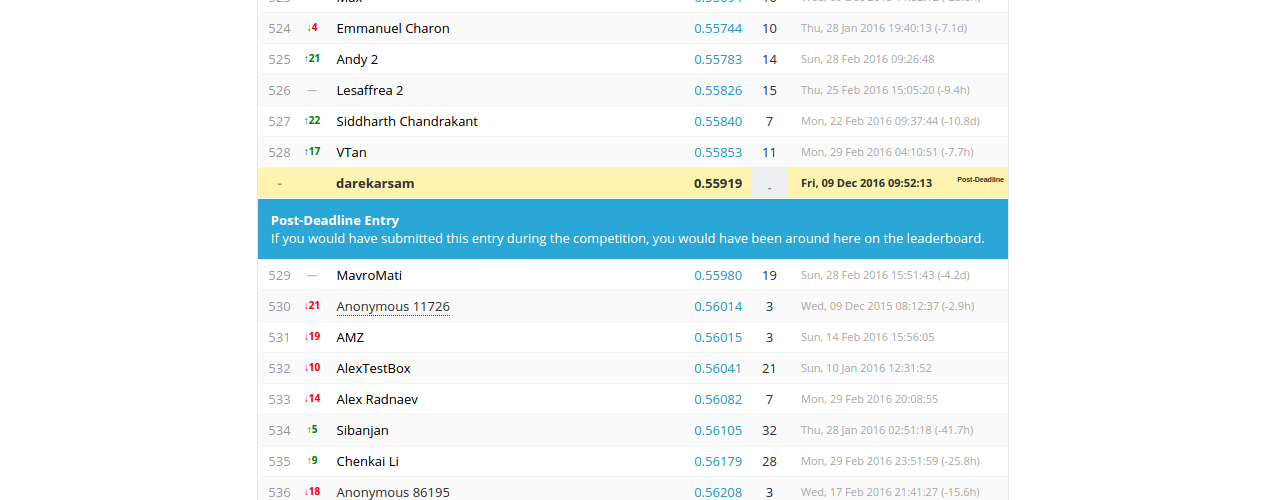 524 ↓4 Emmanuel Charon 0.55744 10 Thu, 28 Jan 2016 19:40:13 (-7.1d)
525 ↑21 Andy 2 0.55783 14 Sun, 28 Feb 2016 09:26:48
526 — Lesaffrea 2 0.55826 15 Thu, 25 Feb 2016 15:05:20 (-9.4h)
527 ↑22 Siddharth Chandrakant 0.55840 7 Mon, 22 Feb 2016 09:37:44 (-10.8d)
528 ↑17 VTan 0.55853 11 Mon, 29 Feb 2016 04:10:51 (-7.7h)
- darekarsam 0.55919 - Fri, 09 Dec 2016 09:52:13 Post-Deadline
Post-Deadline Entry
If you would have submitted this entry during the competition, you would have been around here on the leaderboard.
529 — MavroMati 0.55980 19 Sun, 28 Feb 2016 15:51:43 (-4.2d)
530 ↓21 Anonymous 11726 0.56014 3 Wed, 09 Dec 2015 08:12:37 (-2.9h)
531 ↓19 AMZ 0.56015 3 Sun, 14 Feb 2016 15:56:05
532 ↓10 AlexTestBox 0.56041 21 Sun, 10 Jan 2016 12:31:52
533 ↓14 Alex Radnaev 0.56082 7 Mon, 29 Feb 2016 20:08:55
534 ↑5 Sibanjan 0.56105 32 Thu, 28 Jan 2016 02:51:18 (-41.7h)
535 ↑9 Chenkai Li 0.56179 28 Mon, 29 Feb 2016 23:51:59 (-25.8h)
536 ↓18 Anonymous 86195 0.56208 3 Wed, 17 Feb 2016 21:41:27 (-15.6h)